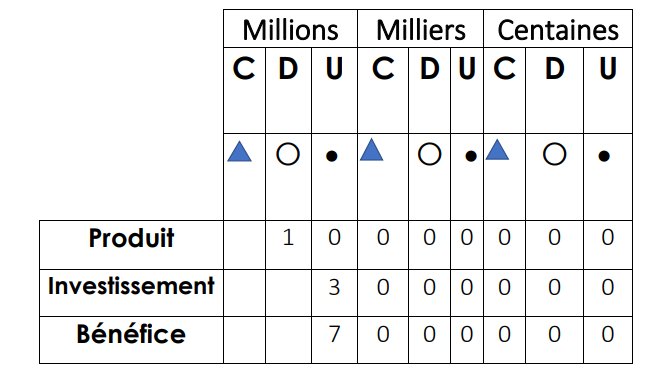 Millions Milliers Centaines
C D U C D U C D U
Produit 1 0 0 0 0 0 0 0
Investissement 3 0 0 0 0 0 0
Bénéfice 7 0 0 0 0 0 0